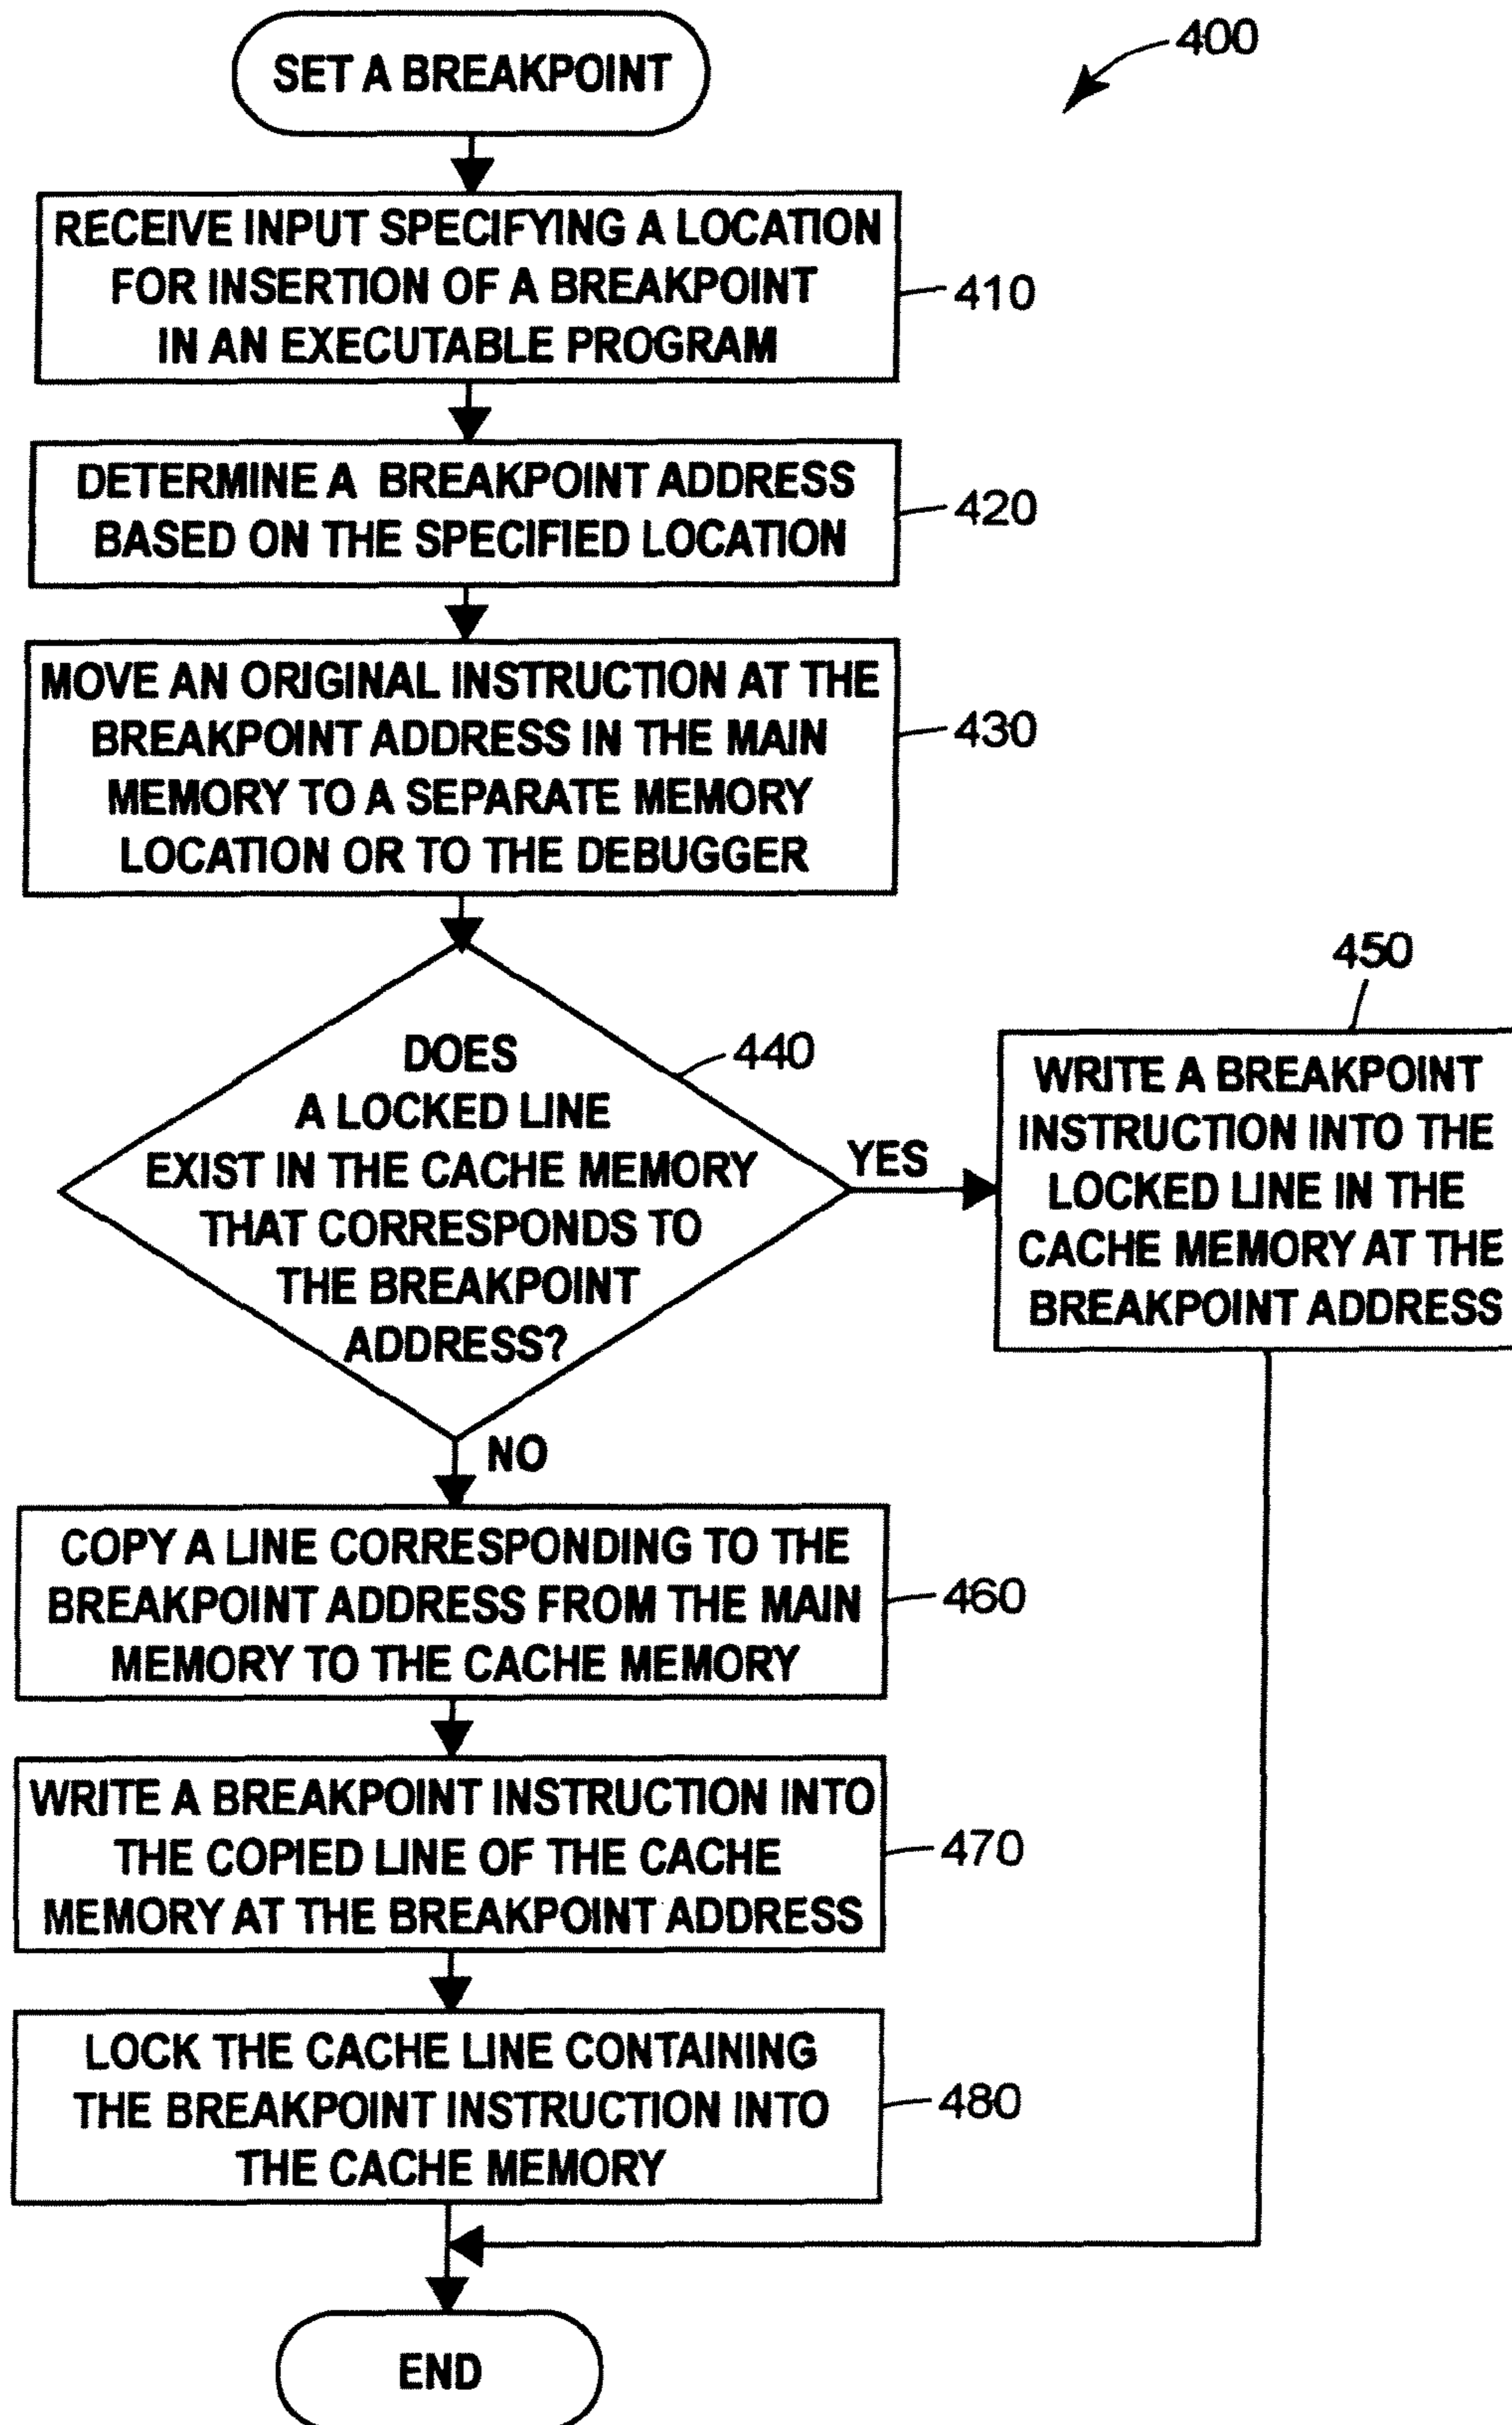 SET A BREAKPOINT
400
RECEIVE INPUT SPECIFYING A LOCATION
FOR INSERTION OF A BREAKPOINT
IN AN EXECUTABLE PROGRAM
410
DETERMINE A BREAKPOINT ADDRESS
BASED ON THE SPECIFIED LOCATION
420
MOVE AN ORIGINAL INSTRUCTION AT THE
BREAKPOINT ADDRESS IN THE MAIN
MEMORY TO A SEPARATE MEMORY
LOCATION OR TO THE DEBUGGER
430
DOES
A LOCKED LINE
EXIST IN THE CACHE MEMORY
THAT CORRESPONDS TO
THE BREAKPOINT
ADDRESS?
440
YES
450
WRITE A BREAKPOINT
INSTRUCTION INTO THE
LOCKED LINE IN THE
CACHE MEMORY AT THE
BREAKPOINT ADDRESS
NO
COPY A LINE CORRESPONDING TO THE
BREAKPOINT ADDRESS FROM THE MAIN
MEMORY TO THE CACHE MEMORY
460
WRITE A BREAKPOINT INSTRUCTION INTO
THE COPIED LINE OF THE CACHE
MEMORY AT THE BREAKPOINT ADDRESS
470
LOCK THE CACHE LINE CONTAINING
THE BREAKPOINT INSTRUCTION INTO
THE CACHE MEMORY
480
END